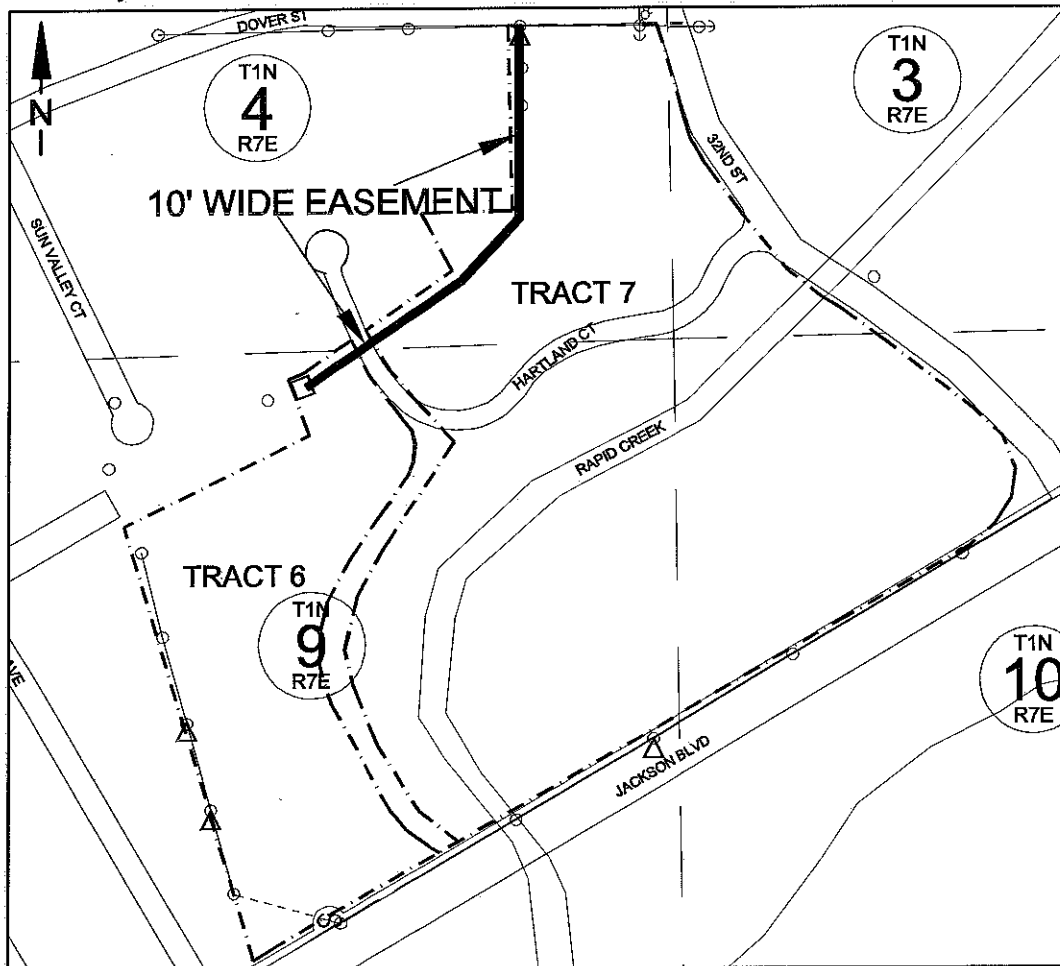 DOVER ST
N
T1N
4
R7E
T1N
3
R7E
32ND ST
10' WIDE EASEMENT
SUN VALLEY CT
TRACT 7
HARTLAND CT
RAPID CREEK
TRACT 6
T1N
9
R7E
T1N
10
R7E
AVE
JACKSON BLVD